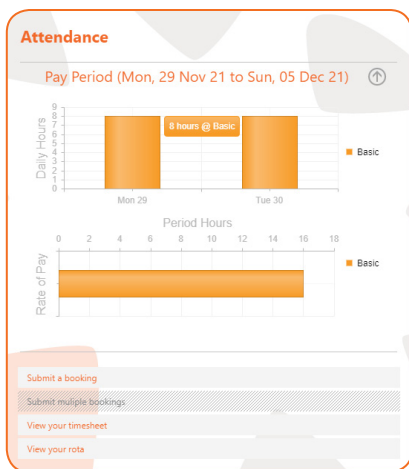 Attendance
Pay Period (Mon, 29 Nov 21 to Sun, 05 Dec 21)
Daily Hours
9
8
7
6
5
4
3
2
1
0
8 hours @ Basic
Basic
Mon 29 Tue 30
Period Hours
0 2 4 6 8 10 12 14 16 18
Rate of Pay
Basic
Submit a booking
Submit muliple bookings
View your timesheet
View your rota